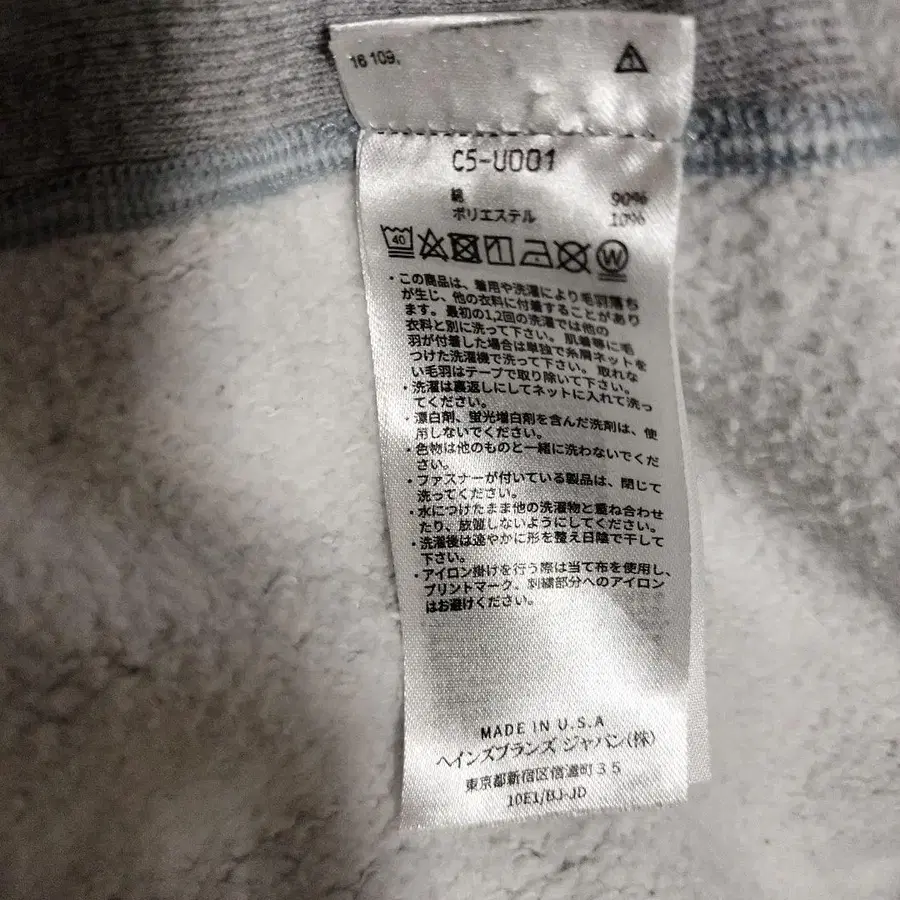 16 109.
C5-U001
綿 90%
ポリエステル 10%
40
W
・この商品は、着用や洗濯により毛羽落ち
が生じ、他の衣料に付着することがあり
ます。最初の1,2回の洗濯では他の
衣料と別に洗って下さい。肌着等に毛
羽が付着した場合は単独で糸屑ネットを
つけた洗濯機で洗って下さい。取れな
い毛羽はテープで取り除いて下さい。
・洗濯は裏返しにしてネットに入れて洗っ
てください。
・漂白剤、蛍光増白剤を含んだ洗剤は、使
用しないでください。
・色物は他のものと一緒に洗わないでくだ
さい。
・ファスナーが付いている製品は、閉じて
洗ってください。
・水につけたまま他の洗濯物と重ね合わせ
たり、放置しないようにしてください。
・洗濯後は速やかに形を整え日陰で干して
下さい。
・アイロン掛けを行う際は当て布を使用し、
プリントマーク、刺繍部分へのアイロン
はお避けください。
MADE IN U.S.A
ヘインズブランズ ジャパン(株)
東京都新宿区信濃町35
10E1/BJ-JD